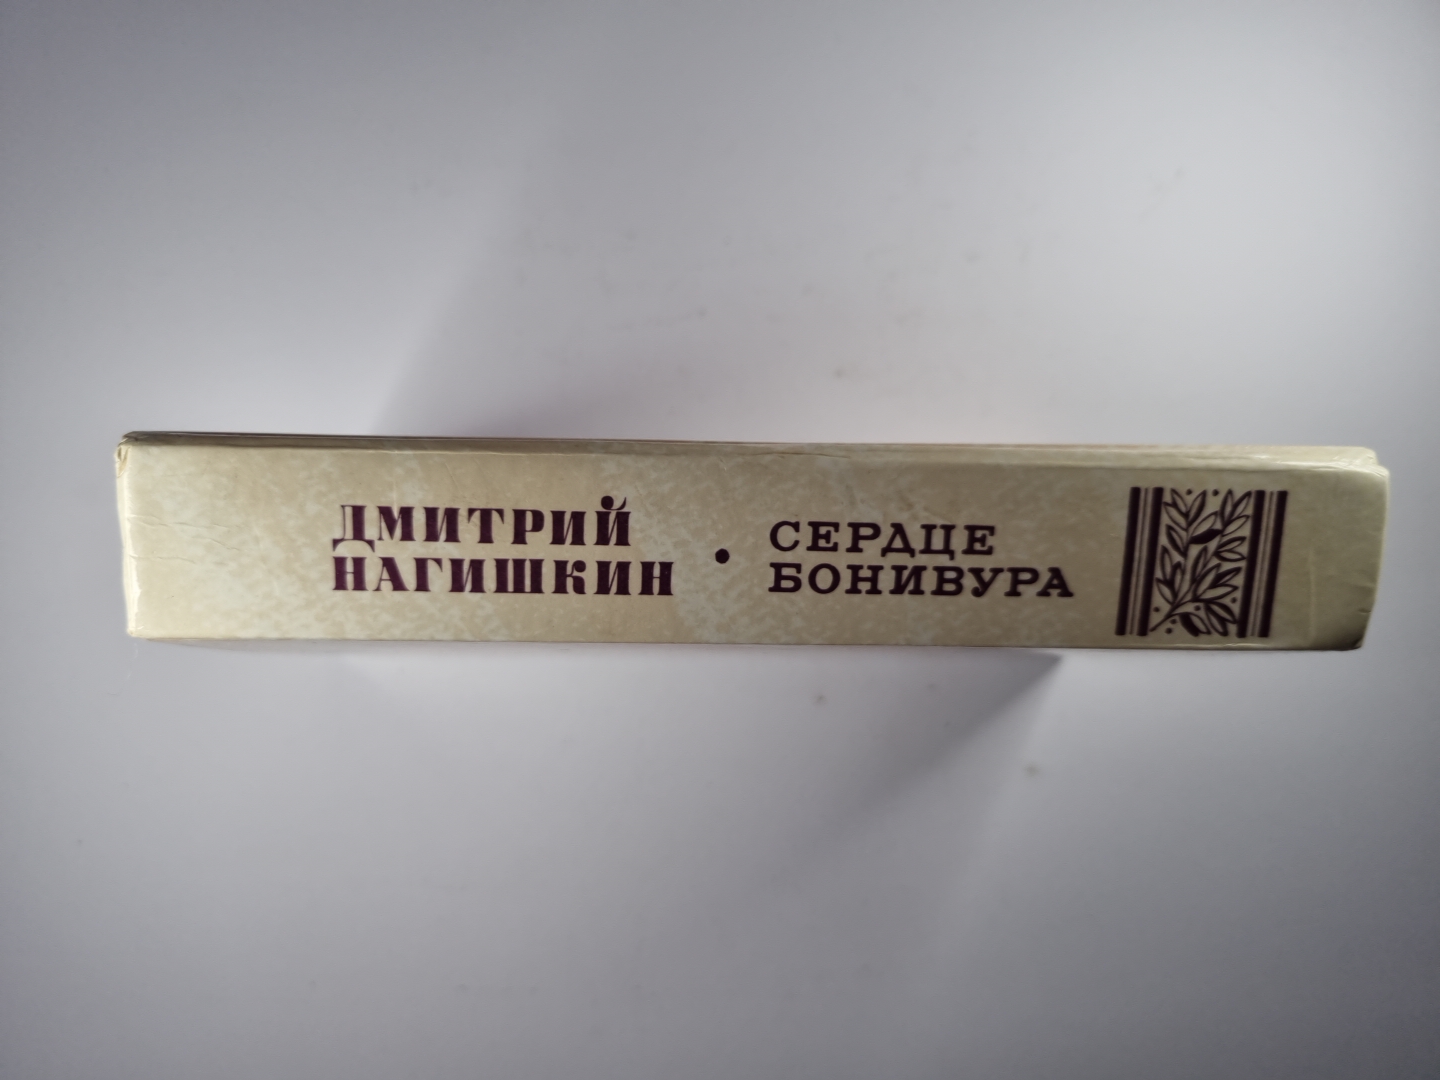 ДМИТРИЙ
НАГИШКИН
•
СЕРДЦЕ
БОНИВУРА